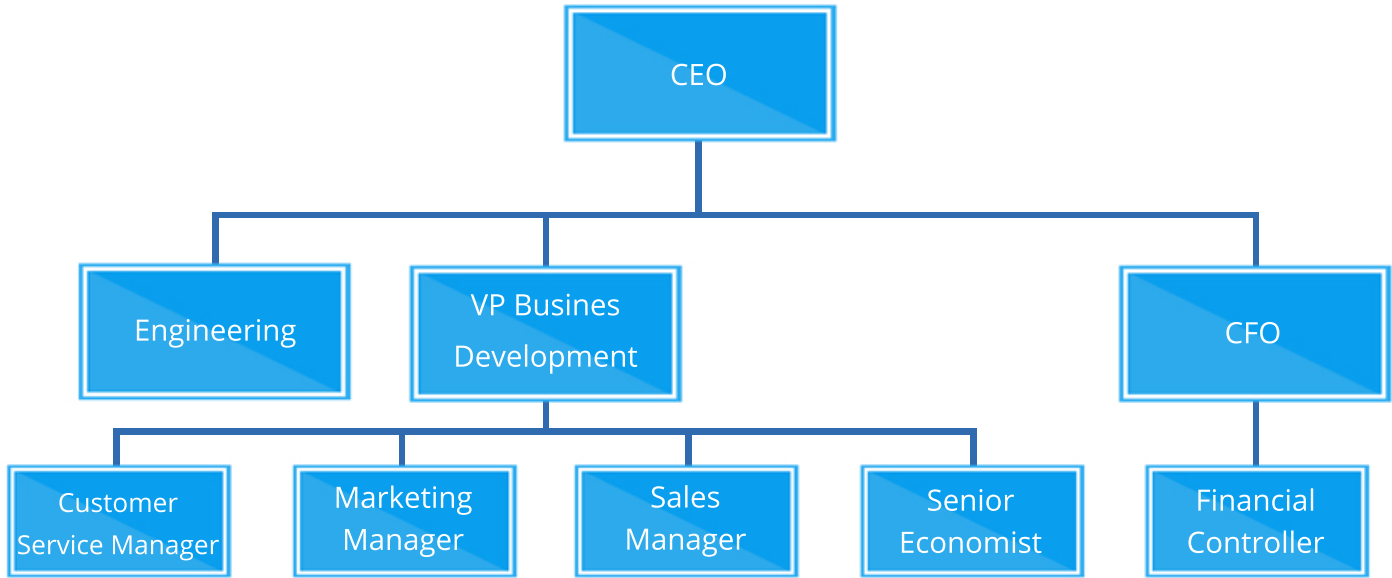 CEO
Engineering
VP Busines
Development
CFO
Customer
Service Manager
Marketing
Manager
Sales
Manager
Senior
Economist
Financial
Controller